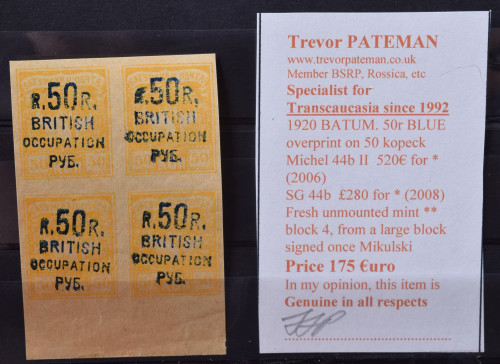 R.50R. R.50R.
BRITISH BRITISH
OCCUPATION OCCUPATION
РУБ. РУБ.
50 50
R.50R. R.50R.
BRITISH BRITISH
OCCUPATION OCCUPATION
РУБ. РУБ.
Trevor PATEMAN
www.trevorpateman.co.uk
Member BSRP, Rossica, etc
Specialist for
Transcaucasia since 1992
1920 BATUM. 50r BLUE
overprint on 50 kopeck
Michel 44b II 520€ for *
(2006)
SG 44b £280 for * (2008)
Fresh unmounted mint **
block 4, from a large block
signed once Mikulski
Price 175 €uro
In my opinion, this item is
Genuine in all respects